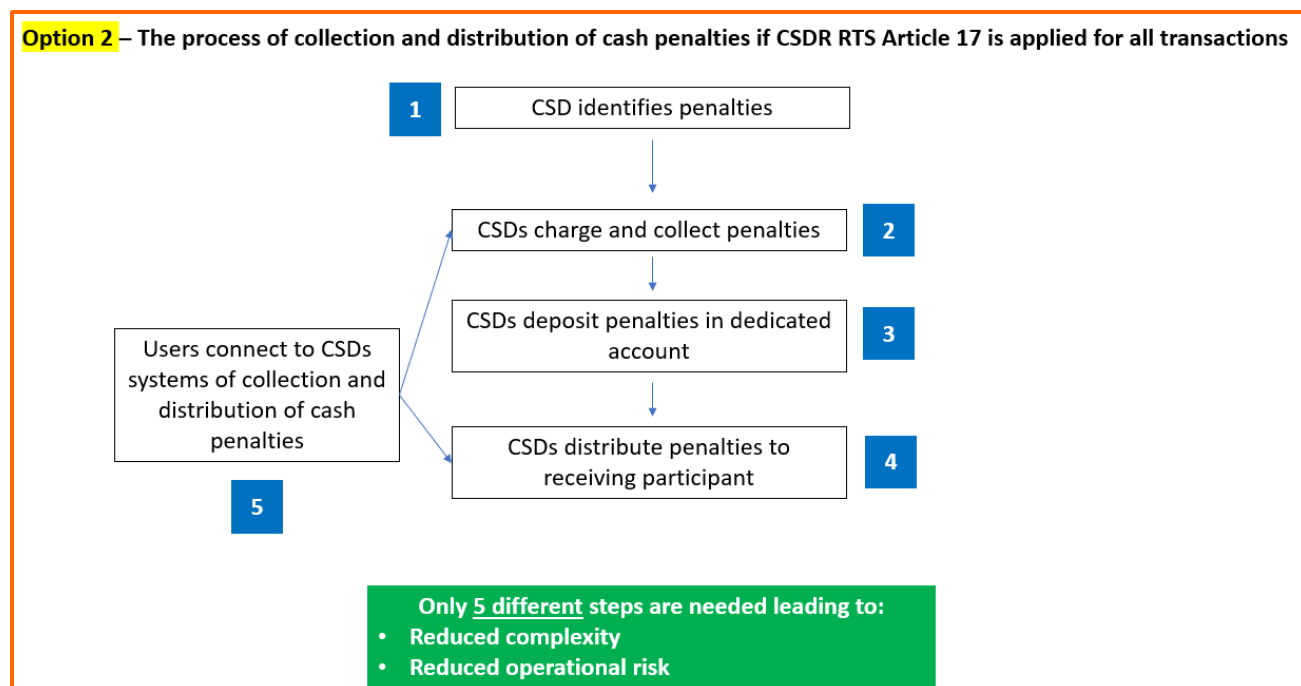 Option 2 – The process of collection and distribution of cash penalties if CSDR RTS Article 17 is applied for all transactions
1
CSD identifies penalties
CSDs charge and collect penalties
2
CSDs deposit penalties in dedicated
account
3
Users connect to CSDs
systems of collection and
distribution of cash
penalties
5
CSDs distribute penalties to
receiving participant
4
Only 5 different steps are needed leading to:
• Reduced complexity
• Reduced operational risk